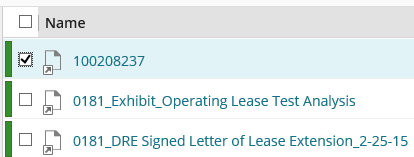 Name
100208237
0181_Exhibit_Operating Lease Test Analysis
0181_DRE Signed Letter of Lease Extension_2-25-15